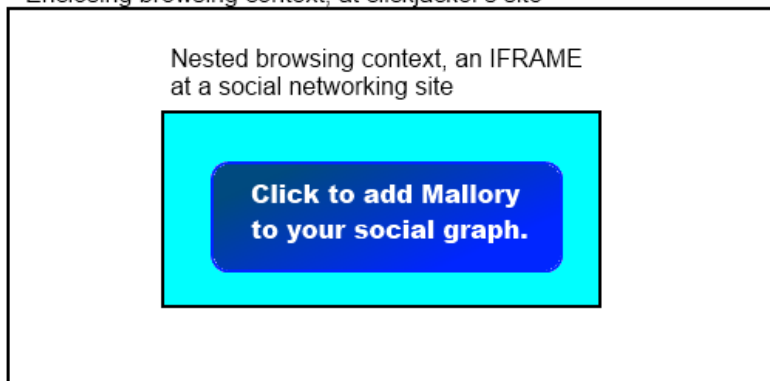 Enclosing browsing context, at clickjacker's site
Nested browsing context, an IFRAME
at a social networking site
Click to add Mallory
to your social graph.